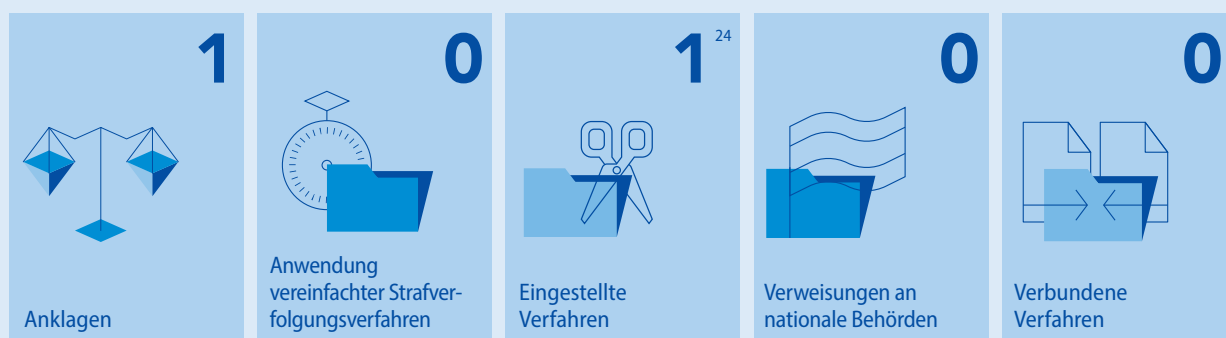 1
Anklagen
0
Anwendung
vereinfachter Strafver-
folgungsverfahren
1 24
Eingestellte
Verfahren
0
Verweisungen an
nationale Behörden
0
Verbundene
Verfahren